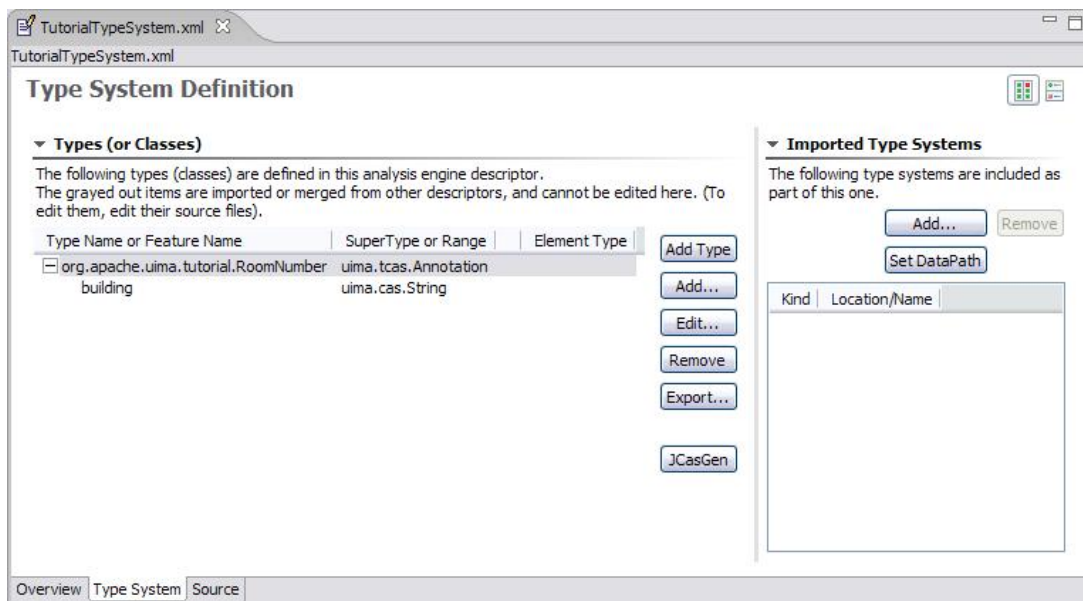 TutorialTypeSystem.xml
TutorialTypeSystem.xml
Type System Definition
Types (or Classes)
The following types (classes) are defined in this analysis engine descriptor.
The grayed out items are imported or merged from other descriptors, and cannot be edited here. (To
edit them, edit their source files).
Type Name or Feature Name SuperType or Range Element Type
org.apache.uima.tutorial.RoomNumber uima.tcas.Annotation
building uima.cas.String
Add Type
Add...
Edit...
Remove
Export...
JCasGen
Imported Type Systems
The following type systems are included as
part of this one.
Add... Remove
Set DataPath
Kind Location/Name
Overview Type System Source